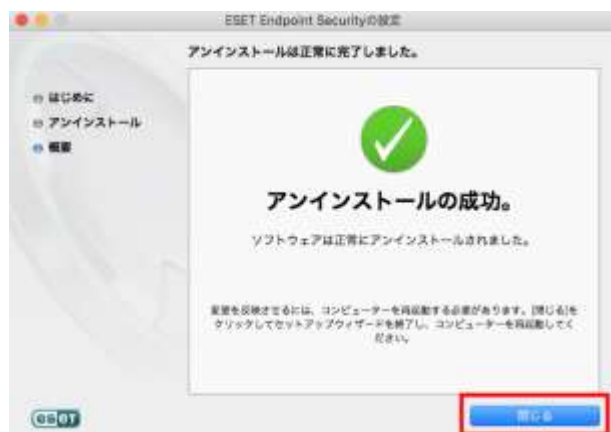 ESET Endpoint Securityの設定
アンインストールは正常に完了しました。
はじめに
アンインストール
概要
アンインストールの成功。
ソフトウェアは正常にアンインストールされました。
変更を反映させるには、コンピューターを再起動する必要があります。[閉じる]を
クリックしてセットアップウィザードを終了し、コンピューターを再起動してく
ださい。
eset
閉じる